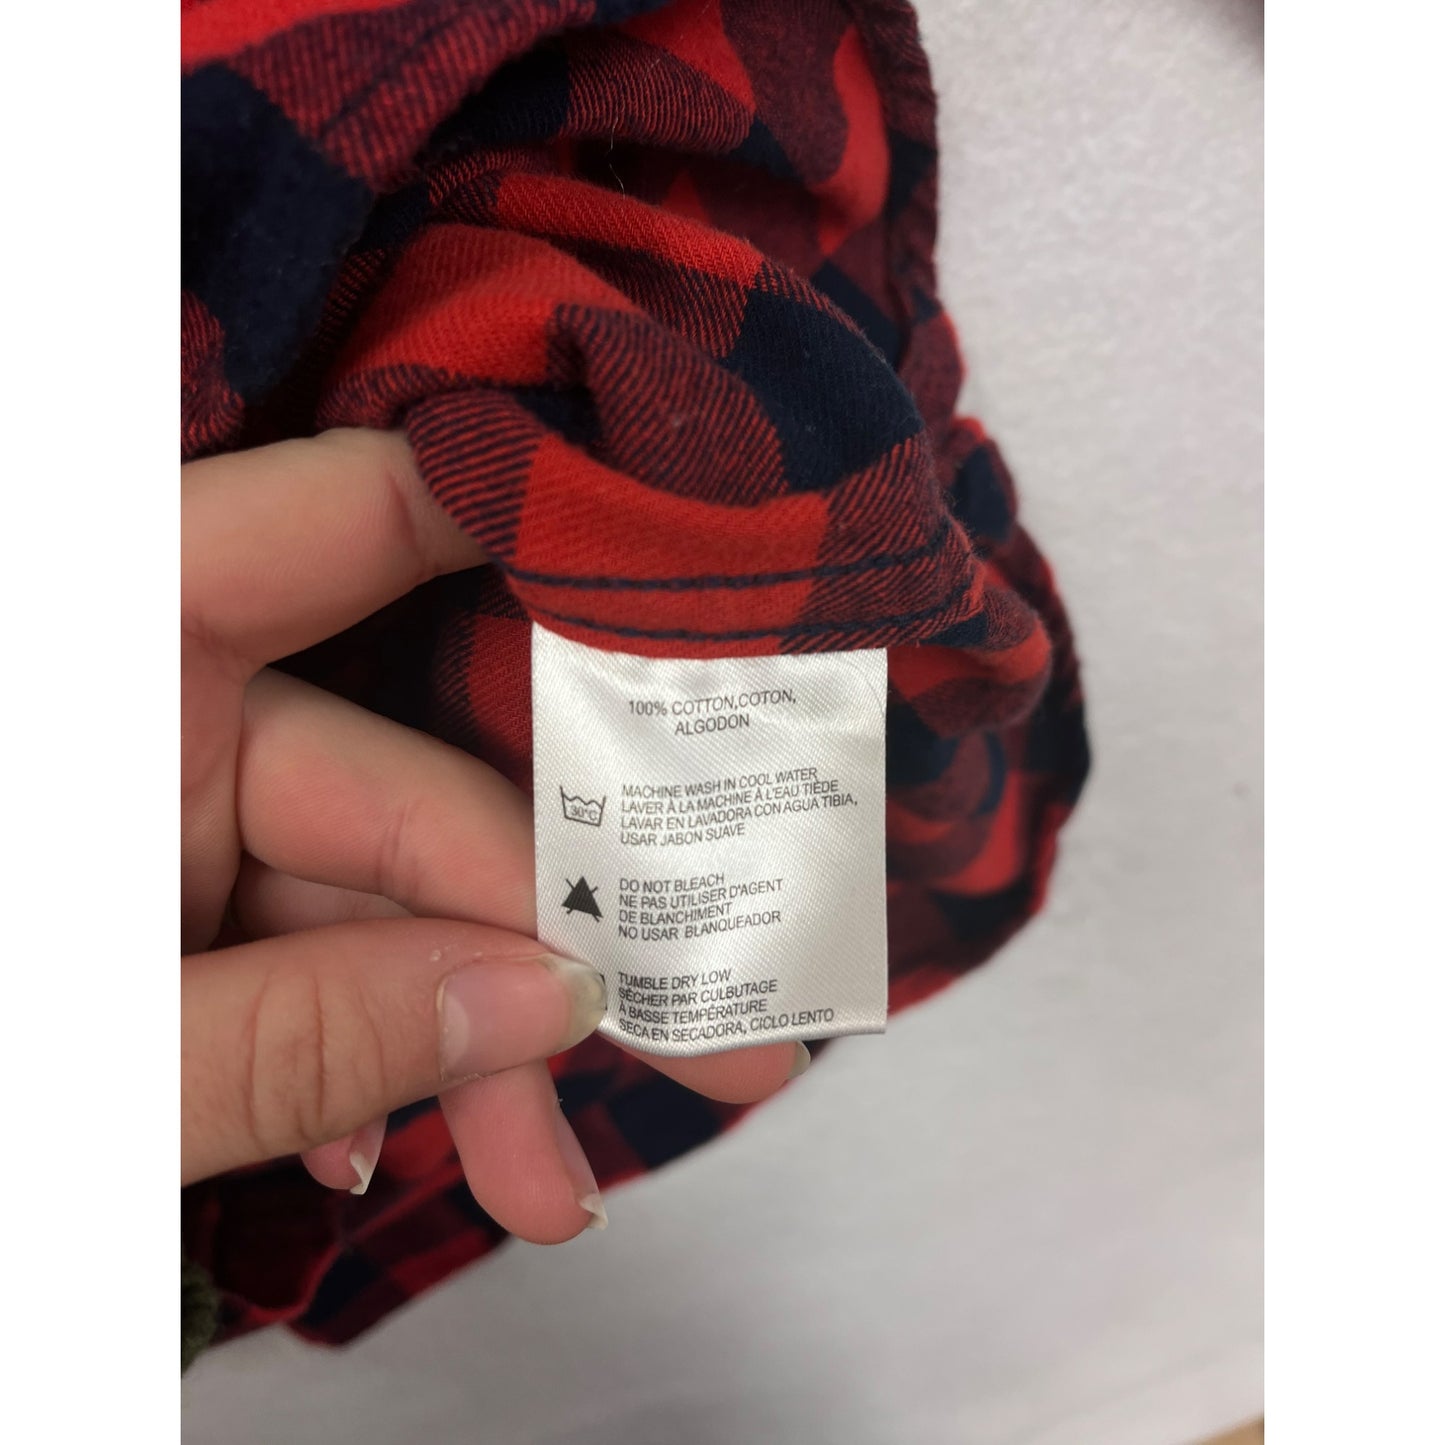 100% COTTON,COTON,
ALGODON
30°C
MACHINE WASH IN COOL WATER
LAVER À LA MACHINE À L'EAU TIÈDE
LAVAR EN LAVADORA CON AGUA TIBIA,
USAR JABON SUAVE
DO NOT BLEACH
NE PAS UTILISER D'AGENT
DE BLANCHIMENT
NO USAR BLANQUEADOR
TUMBLE DRY LOW
SÉCHER PAR CULBUTAGE
À BASSE TEMPÉRATURE
SECA EN SECADORA, CICLO LENTO